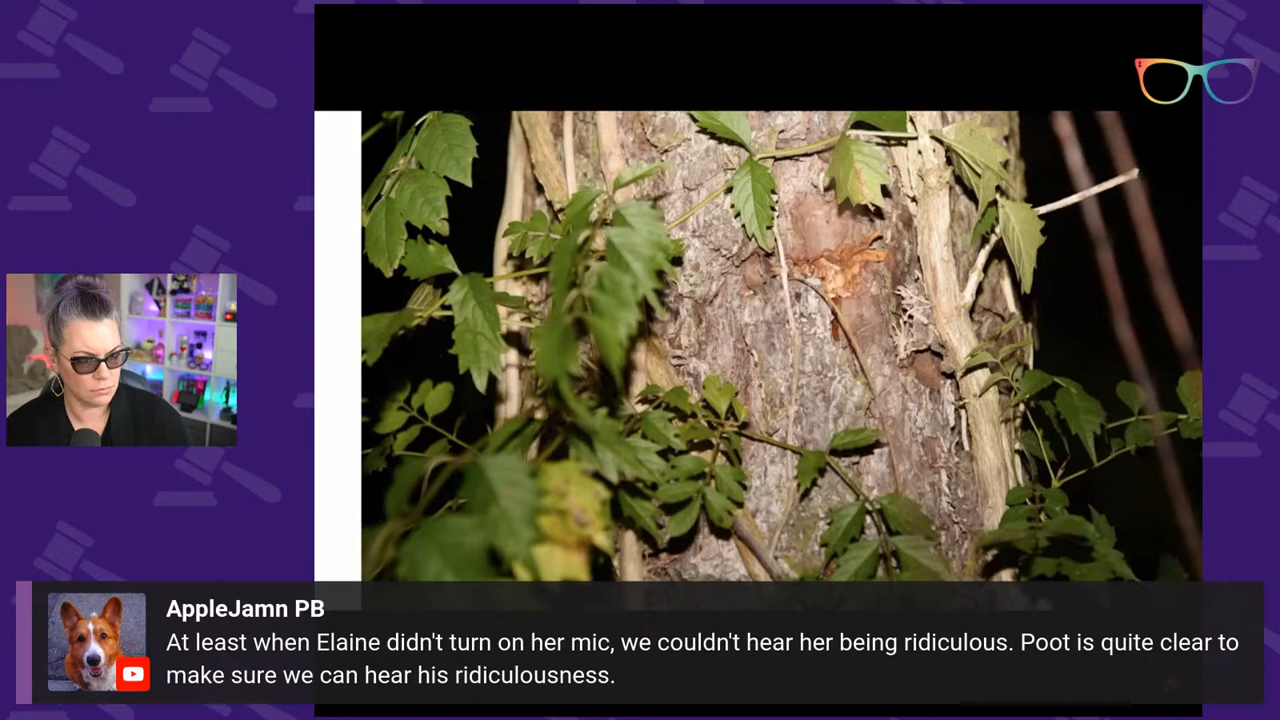 AppleJamn PB
At least when Elaine didn't turn on her mic, we couldn't hear her being ridiculous. Poot is quite clear to
make sure we can hear his ridiculousness.